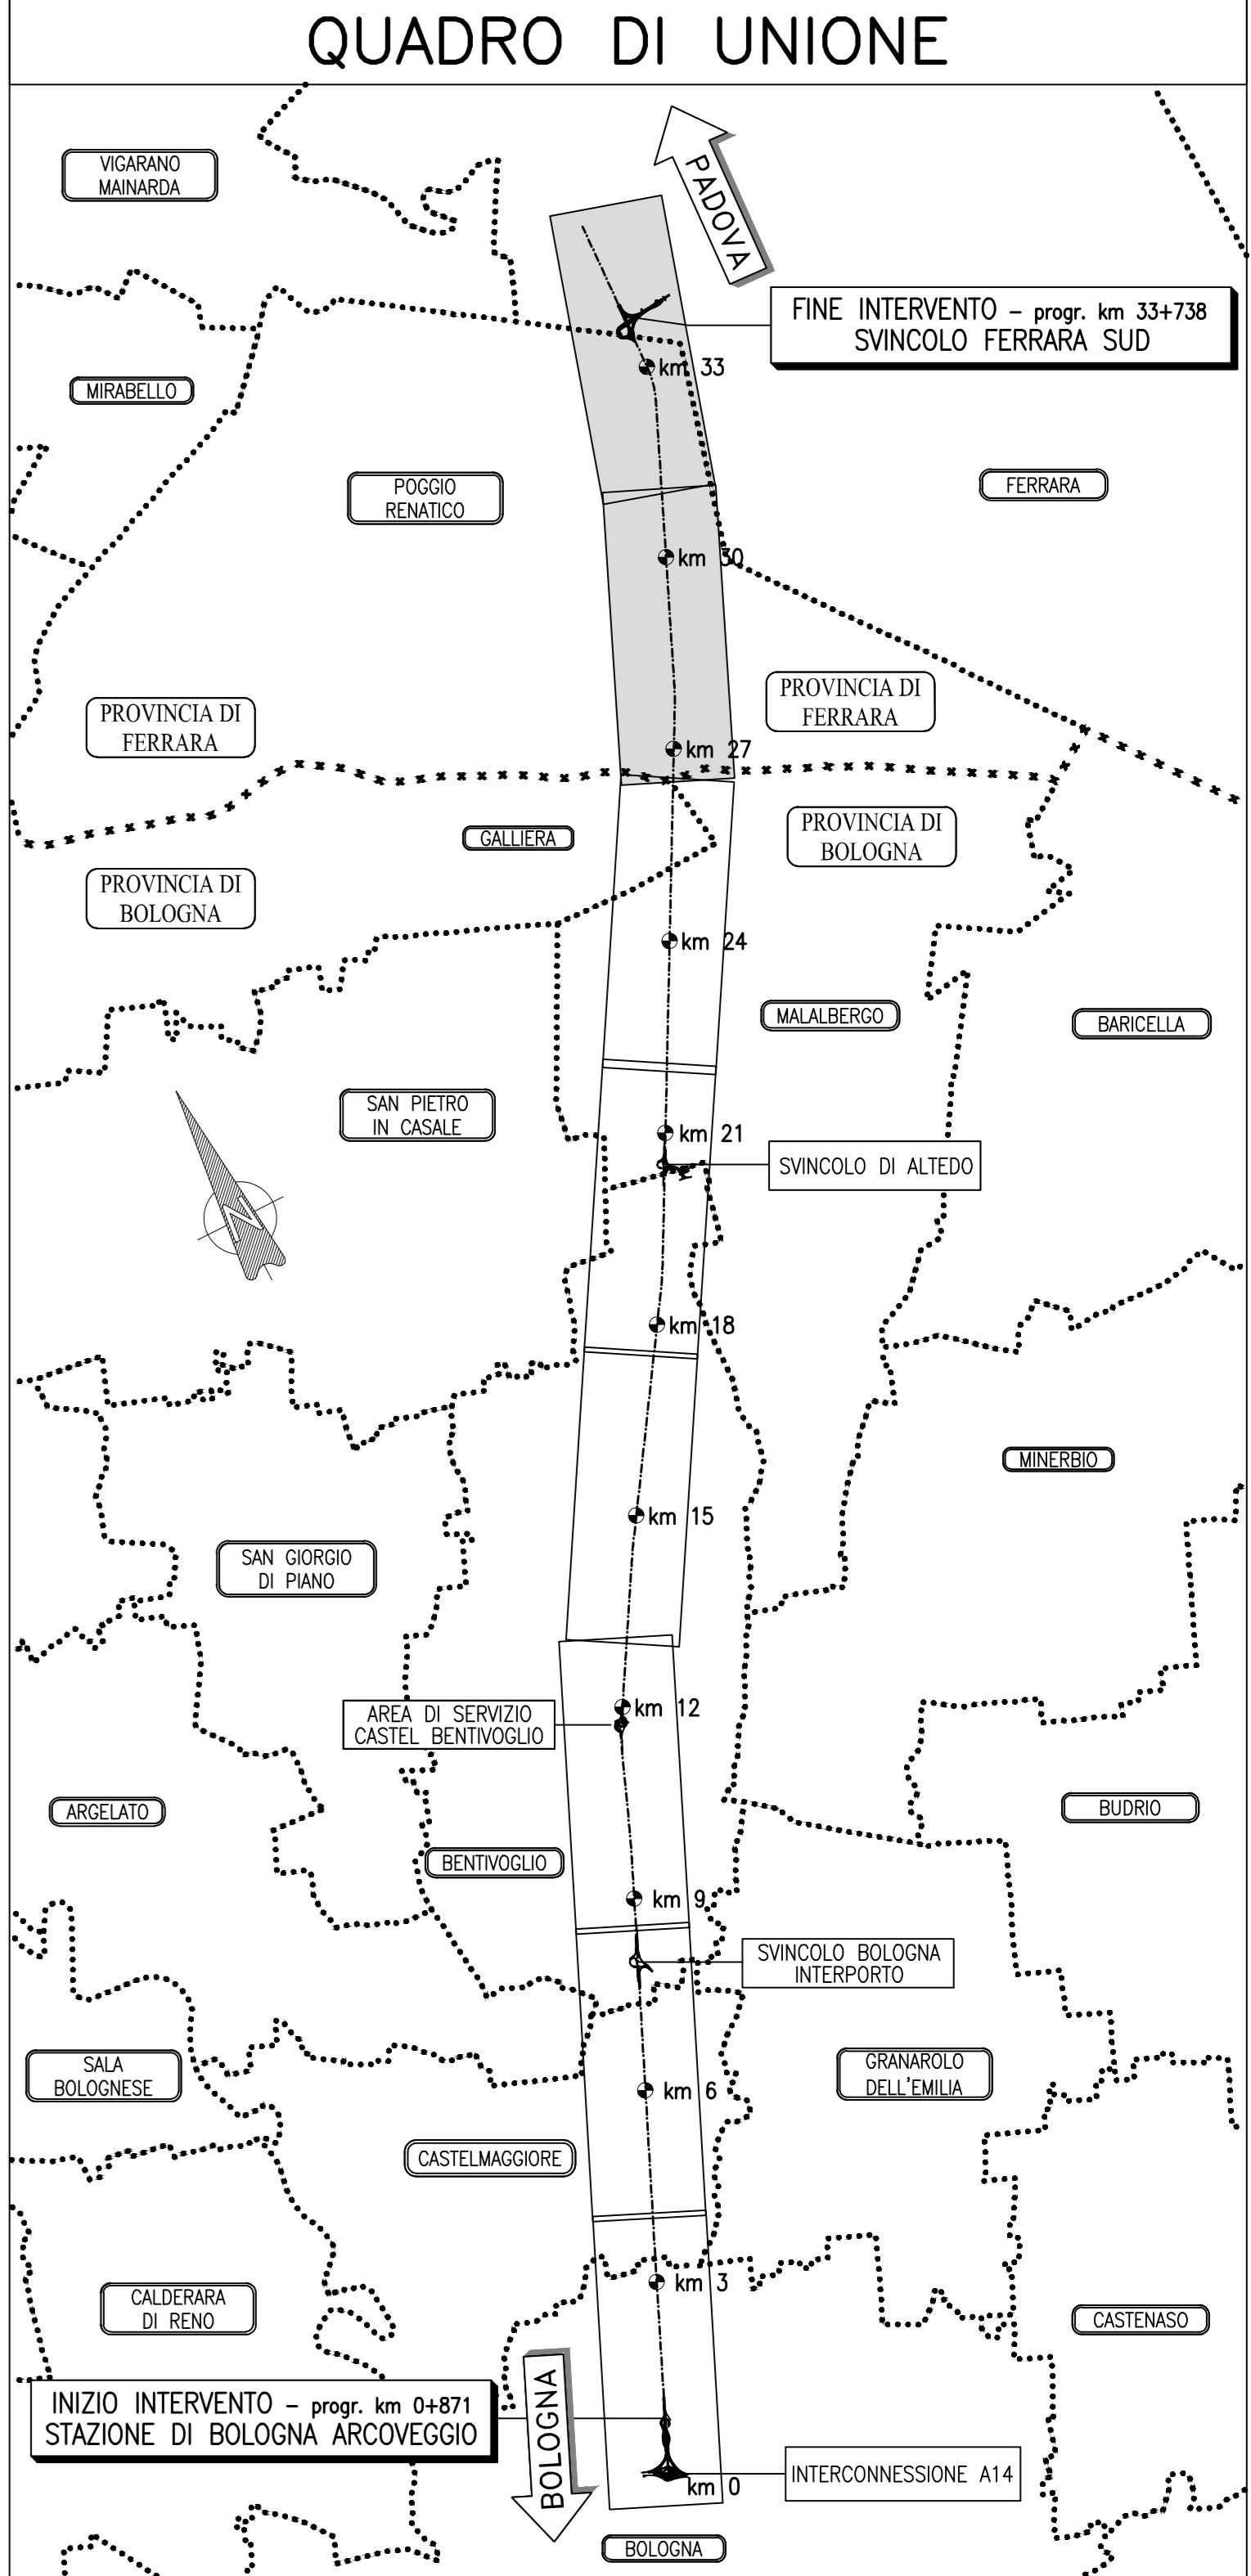 QUADRO DI UNIONE
VIGARANO
MAINARDA
PADOVA
FINE INTERVENTO – progr. km 33+738
SVINCOLO FERRARA SUD
km 33
MIRABELLO
POGGIO
RENATICO
FERRARA
km 30
PROVINCIA DI
FERRARA
PROVINCIA DI
FERRARA
km 27
GALLIERA
PROVINCIA DI
BOLOGNA
PROVINCIA DI
BOLOGNA
km 24
MALALBERGO
BARICELLA
SAN PIETRO
IN CASALE
km 21
SVINCOLO DI ALTEDO
N
km 18
MINERBIO
km 15
SAN GIORGIO
DI PIANO
km 12
AREA DI SERVIZIO
CASTEL BENTIVOGLIO
ARGELATO
BUDRIO
BENTIVOGLIO
km 9
SVINCOLO BOLOGNA
INTERPORTO
SALA
BOLOGNESE
GRANAROLO
DELL'EMILIA
km 6
CASTELMAGGIORE
km 3
CALDERARA
DI RENO
CASTENASO
INIZIO INTERVENTO – progr. km 0+871
STAZIONE DI BOLOGNA ARCOVEGGIO
BOLOGNA
INTERCONNESSIONE A14
km 0
BOLOGNA